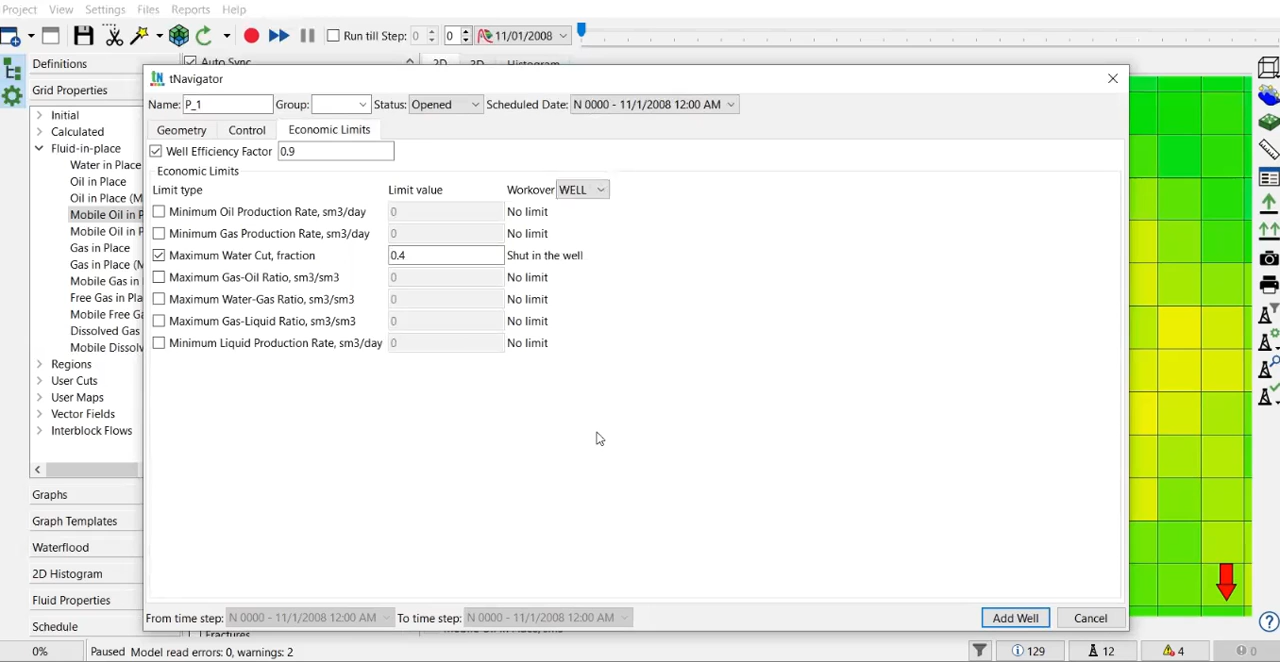 Project View Settings Files Reports Help
Run till Step: 0 0 11/01/2008
Definitions Auto Sync 2D 3D Histogram
tNavigator
Grid Properties
Name: P_1 Group: Status: Opened Scheduled Date: N 0000 - 11/1/2008 12:00 AM
Initial
Geometry Control Economic Limits
Calculated
Fluid-in-place
Well Efficiency Factor 0.9
Water in Place
Economic Limits
Oil in Place
Limit type Limit value Workover WELL
Oil in Place (M
Minimum Oil Production Rate, sm3/day 0 No limit
Mobile Oil in P
Mobile Oil in P
Minimum Gas Production Rate, sm3/day 0 No limit
Gas in Place
Maximum Water Cut, fraction 0.4 Shut in the well
Gas in Place (M
Maximum Gas-Oil Ratio, sm3/sm3 0 No limit
Mobile Gas in
Free Gas in Pla
Maximum Water-Gas Ratio, sm3/sm3 0 No limit
Mobile Free Ga
Maximum Gas-Liquid Ratio, sm3/sm3 0 No limit
Dissolved Gas
Mobile Dissolv
Minimum Liquid Production Rate, sm3/day 0 No limit
Regions
User Cuts
User Maps
Vector Fields
Interblock Flows
Graphs
Graph Templates
Waterflood
2D Histogram
Fluid Properties
Schedule
From time step: N 0000 - 11/1/2008 12:00 AM To time step: N 0000 - 11/1/2008 12:00 AM Add Well Cancel
Fractures
0% Paused Model read errors: 0, warnings: 2 129 12 4 0